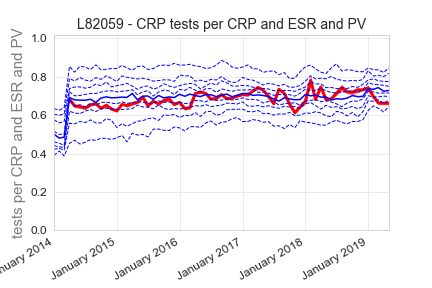 L82059 - CRP tests per CRP and ESR and PV
tests per CRP and ESR and PV
1.0
0.8
0.6
0.4
0.2
0.0
nuary 2014
January 2015
January 2016
January 2017
January 2018
January 2019